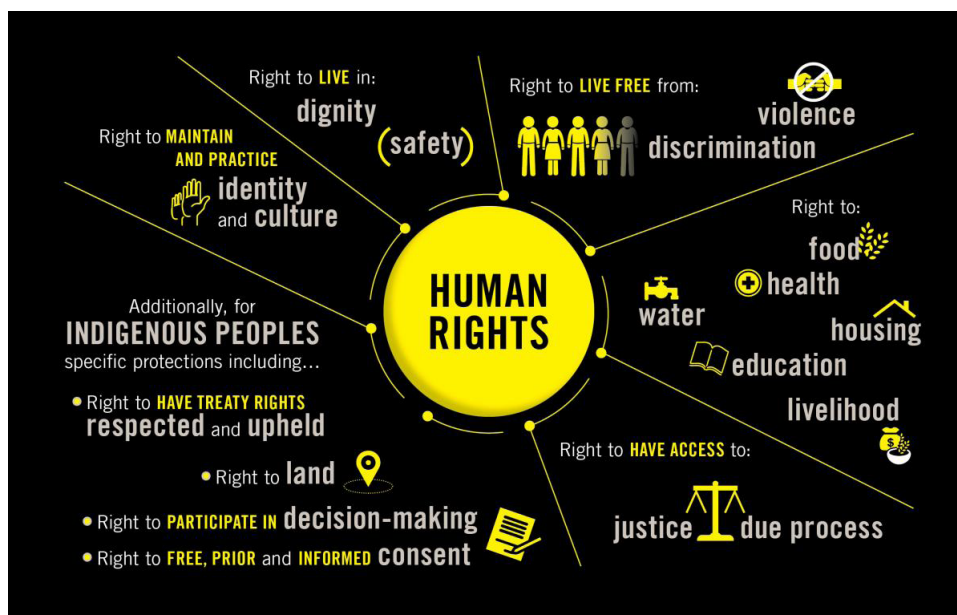 HUMAN
RIGHTS
Right to LIVE in:
dignity
(safety)
Right to LIVE FREE from:
violence
discrimination
Right to:
food
health
water
housing
education
livelihood
$
Right to HAVE ACCESS to:
justice due process
Right to MAINTAIN
AND PRACTICE
identity
and culture
Additionally, for
INDIGENOUS PEOPLES
specific protections including...
• Right to HAVE TREATY RIGHTS
respected and upheld
• Right to land
• Right to PARTICIPATE IN decision-making
• Right to FREE, PRIOR and INFORMED consent